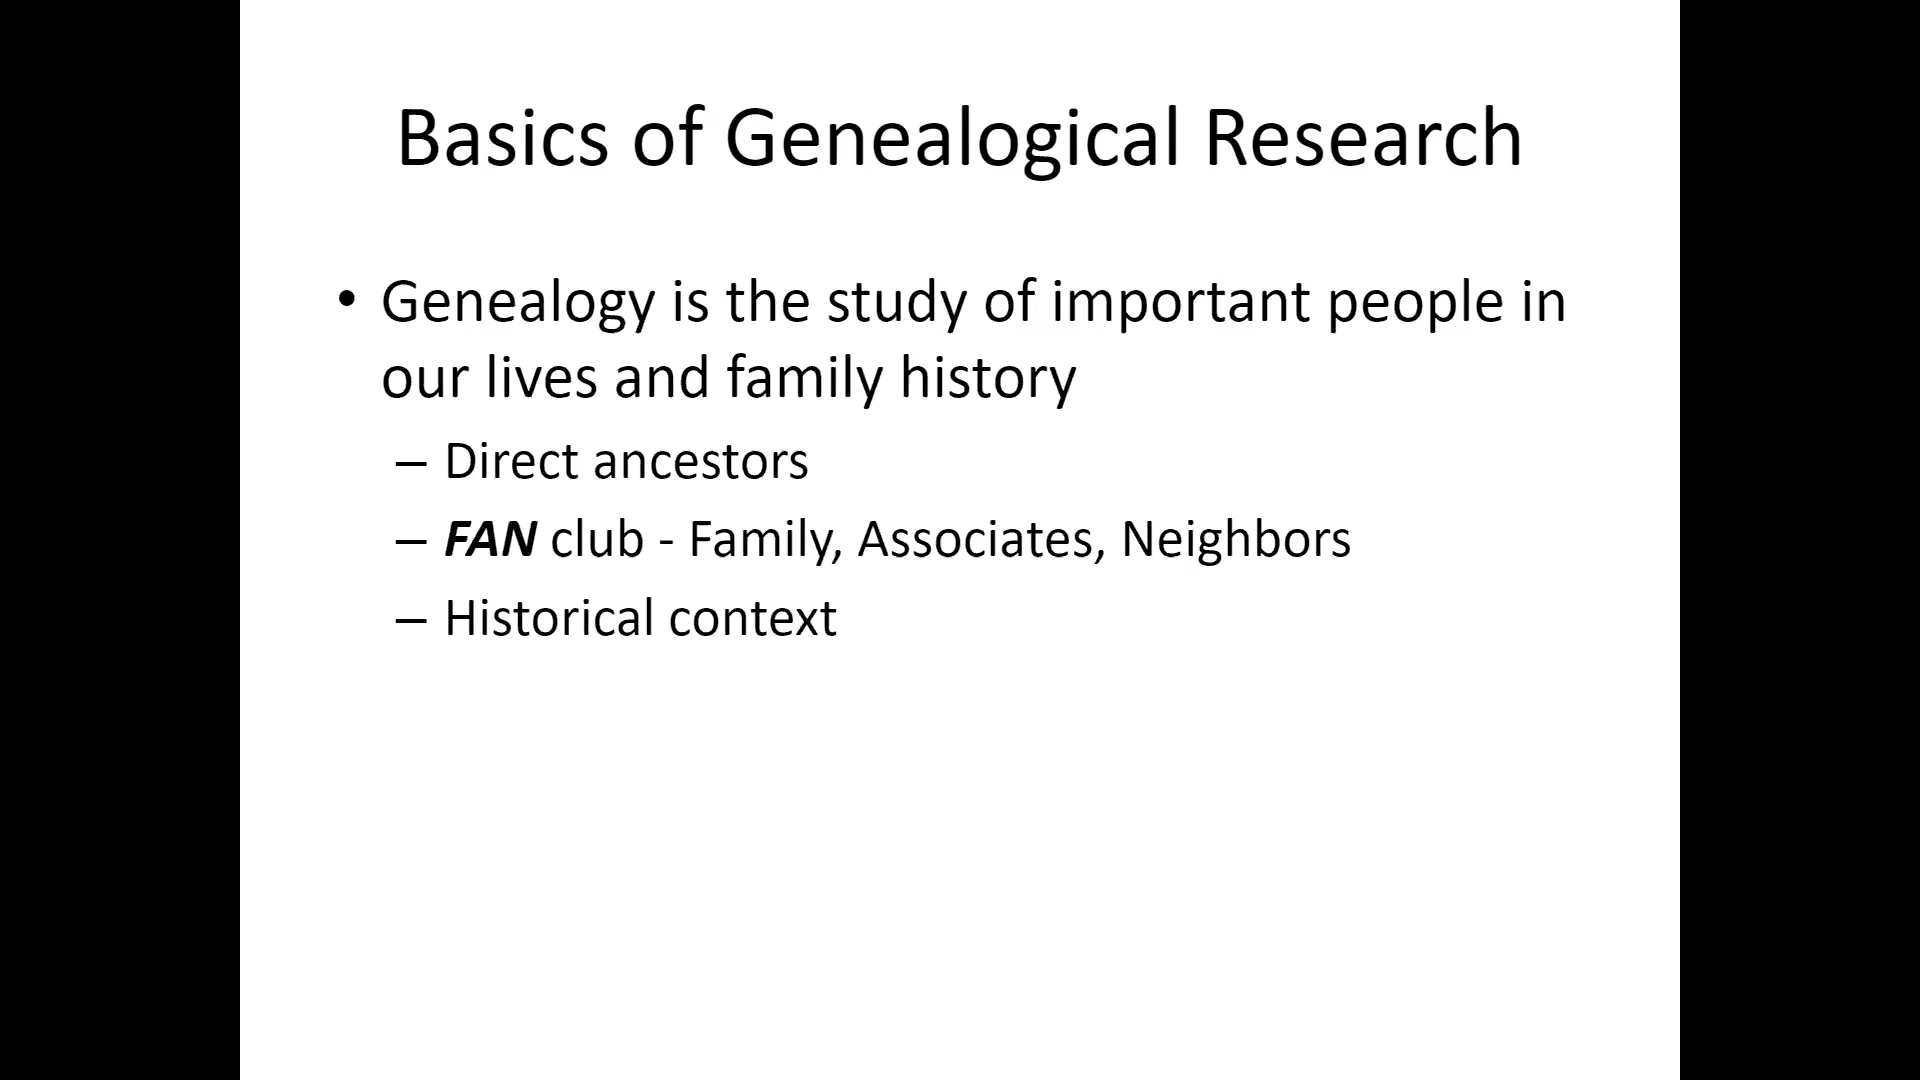 Basics of Genealogical Research
• Genealogy is the study of important people in
our lives and family history
– Direct ancestors
– FAN club - Family, Associates, Neighbors
– Historical context